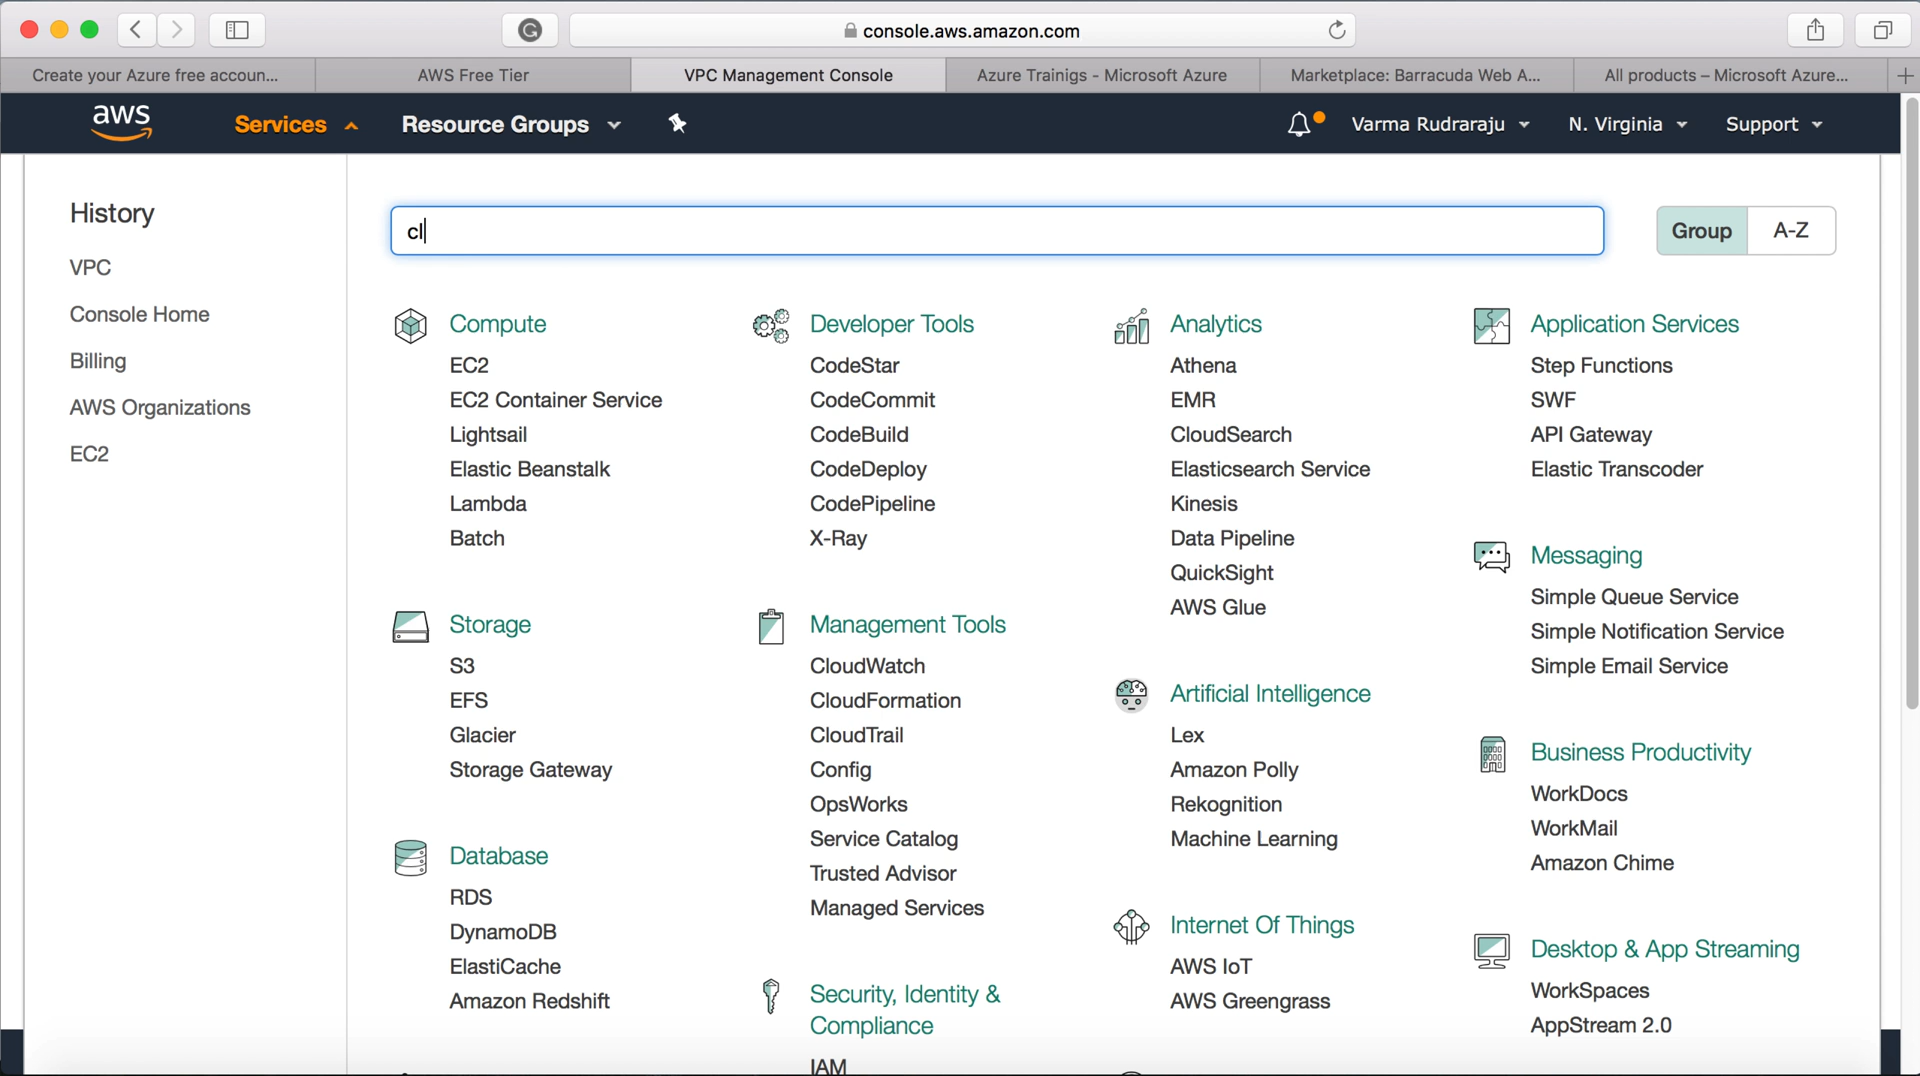 console.aws.amazon.com
Create your Azure free accoun...
AWS Free Tier
VPC Management Console
Azure Trainigs - Microsoft Azure
Marketplace: Barracuda Web A...
All products – Microsoft Azure...
aws
Services
Resource Groups
Varma Rudraraju
N. Virginia
Support
History
VPC
Console Home
Billing
AWS Organizations
EC2
cl
Group
A-Z
Compute
EC2
EC2 Container Service
Lightsail
Elastic Beanstalk
Lambda
Batch
Storage
S3
EFS
Glacier
Storage Gateway
Database
RDS
DynamoDB
ElastiCache
Amazon Redshift
Developer Tools
CodeStar
CodeCommit
CodeBuild
CodeDeploy
CodePipeline
X-Ray
Management Tools
CloudWatch
CloudFormation
CloudTrail
Config
OpsWorks
Service Catalog
Trusted Advisor
Managed Services
Security, Identity &
Compliance
IAM
Analytics
Athena
EMR
CloudSearch
Elasticsearch Service
Kinesis
Data Pipeline
QuickSight
AWS Glue
Artificial Intelligence
Lex
Amazon Polly
Rekognition
Machine Learning
Internet Of Things
AWS IoT
AWS Greengrass
Application Services
Step Functions
SWF
API Gateway
Elastic Transcoder
Messaging
Simple Queue Service
Simple Notification Service
Simple Email Service
Business Productivity
WorkDocs
WorkMail
Amazon Chime
Desktop & App Streaming
WorkSpaces
AppStream 2.0